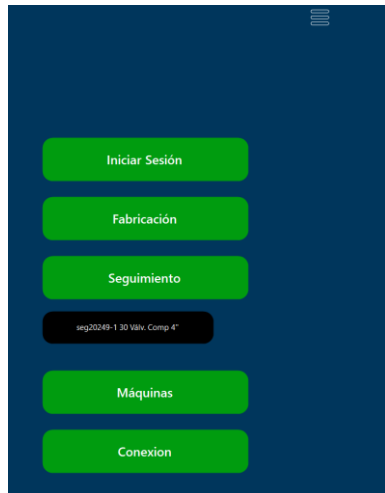 Iniciar Sesión
Fabricación
Seguimiento
seg20249-1 30 Válv. Comp 4"
Máquinas
Conexion